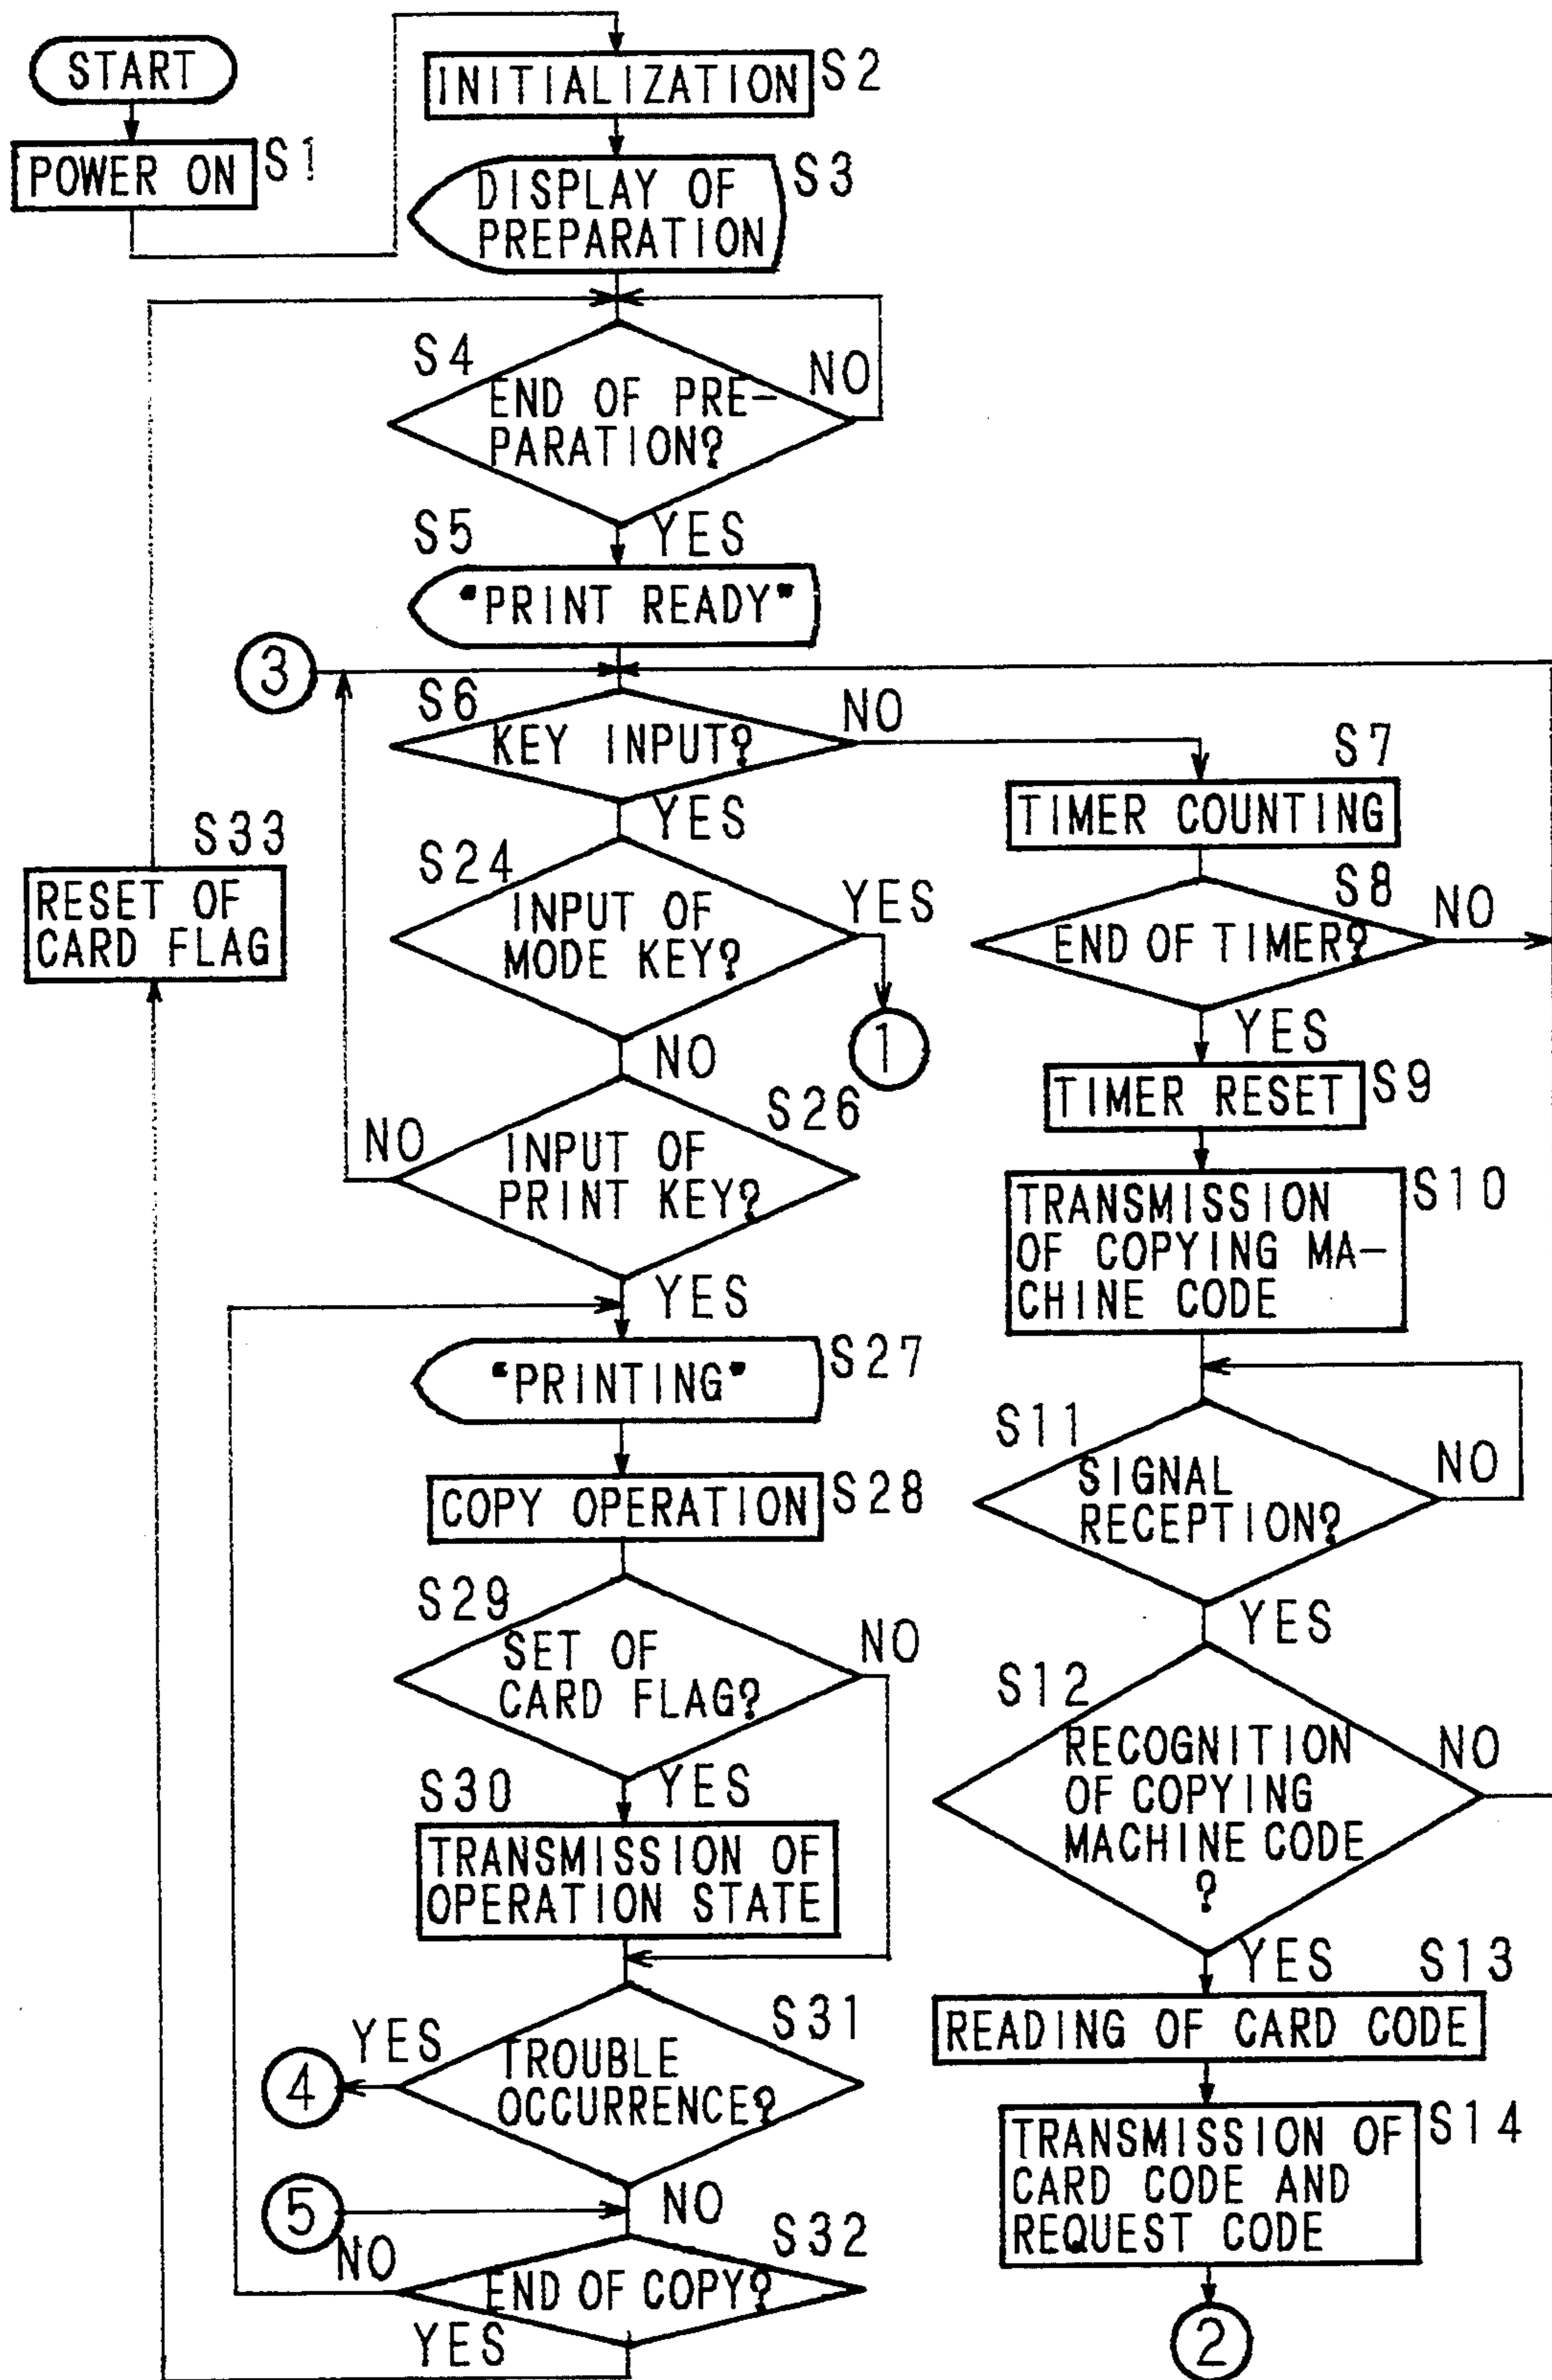 START
POWER ON
S1
INITIALIZATION
S2
DISPLAY OF
PREPARATION
S3
S4
END OF PRE-
PARATION?
NO
YES
S5
"PRINT READY"
3
S6
KEY INPUT?
NO
YES
S24
INPUT OF
MODE KEY?
YES
1
NO
S26
INPUT OF
PRINT KEY?
NO
YES
"PRINTING"
S27
COPY OPERATION
S28
S29
SET OF
CARD FLAG?
NO
YES
S30
TRANSMISSION OF
OPERATION STATE
S31
TROUBLE
OCCURRENCE?
YES
4
NO
5
S32
END OF COPY?
NO
YES
S33
RESET OF
CARD FLAG
S7
TIMER COUNTING
S8
END OF TIMER?
NO
YES
TIMER RESET
S9
TRANSMISSION
OF COPYING MA-
CHINE CODE
S10
S11
SIGNAL
RECEPTION?
NO
YES
S12
RECOGNITION
OF COPYING
MACHINE CODE
?
NO
YES
S13
READING OF CARD CODE
TRANSMISSION OF
CARD CODE AND
REQUEST CODE
S14
2